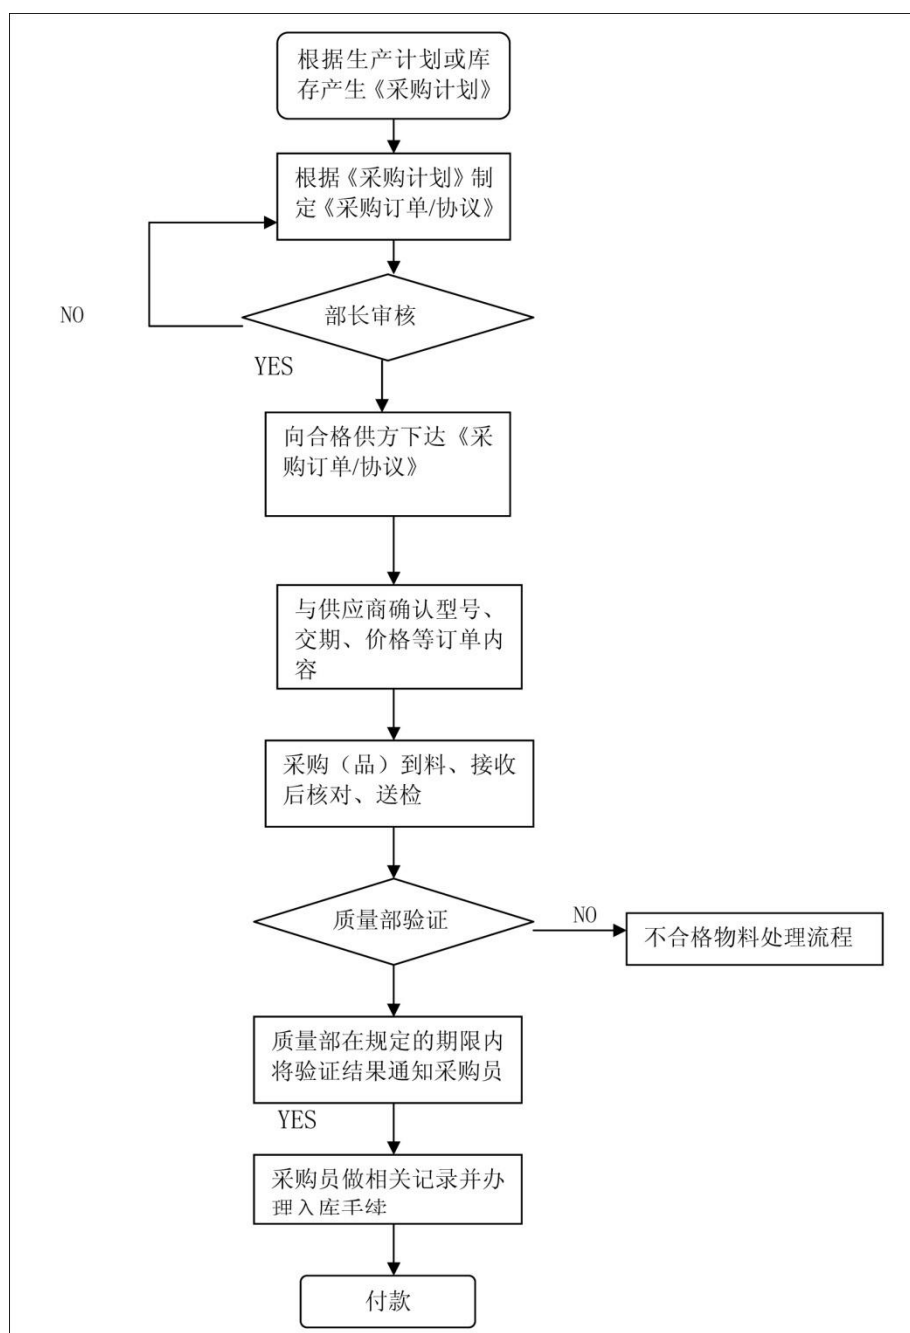 根据生产计划或库
存产生《采购计划》
根据《采购计划》制
定《采购订单/协议》
部长审核
NO
YES
向合格供方下达《采
购订单/协议》
与供应商确认型号、
交期、价格等订单内
容
采购（品）到料、接收
后核对、送检
质量部验证
NO
不合格物料处理流程
质量部在规定的期限内
将验证结果通知采购员
YES
采购员做相关记录并办
理入库手续
付款